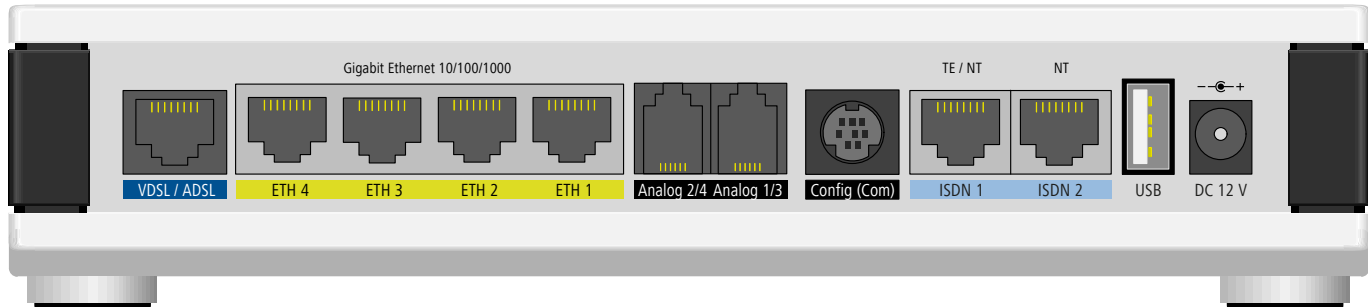 Gigabit Ethernet 10/100/1000
TE / NT
NT
- +
VDSL / ADSL
ETH 4
ETH 3
ETH 2
ETH 1
Analog 2/4
Analog 1/3
Config (Com)
ISDN 1
ISDN 2
USB
DC 12 V